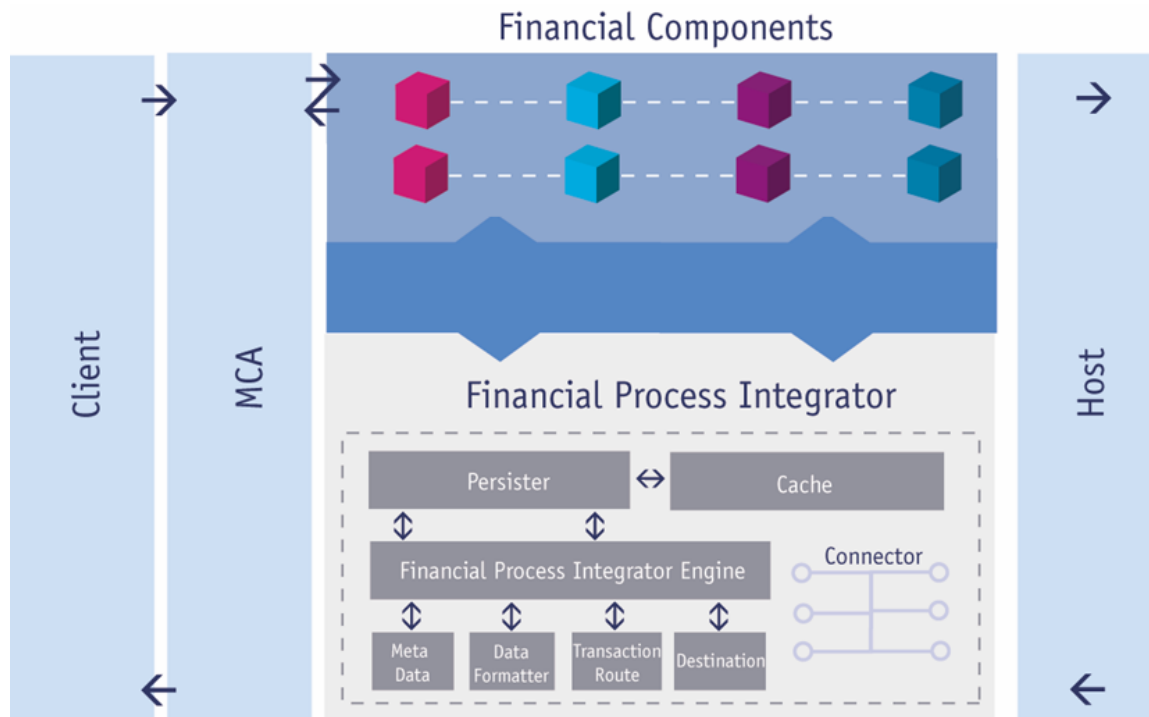 Financial Components
Client
MCA
Host
Financial Process Integrator
Persister
Cache
Financial Process Integrator Engine
Connector
Meta
Data
Data
Formatter
Transaction
Route
Destination